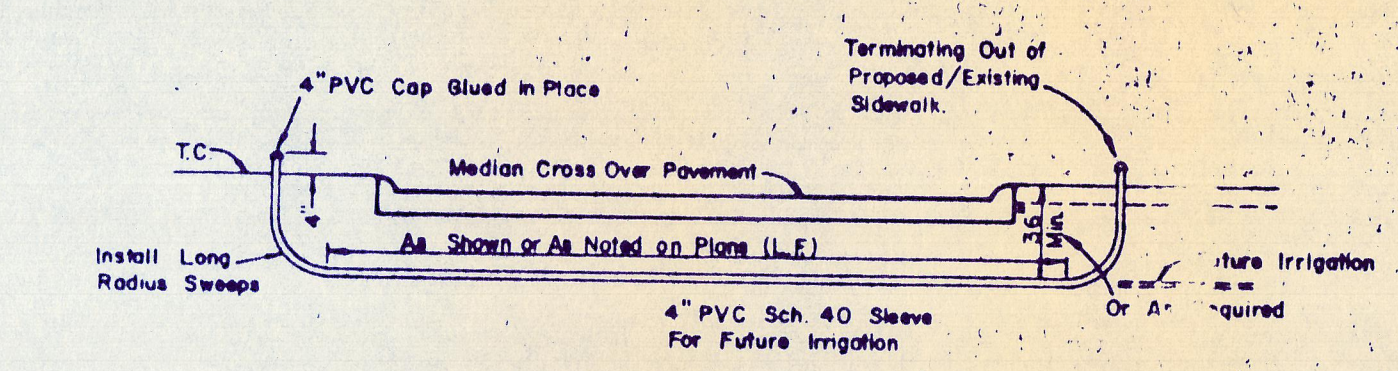 Terminating Out of
Proposed/Existing
Sidewalk.
4" PVC Cap Glued In Place
T.C.
Median Cross Over Pavement
4"
36"
Min.
As Shown or As Noted on Plans (L.F.)
Install Long
Radius Sweeps
Irrigation
Or
4" PVC Sch. 40 Sleeve
For Future Irrigation